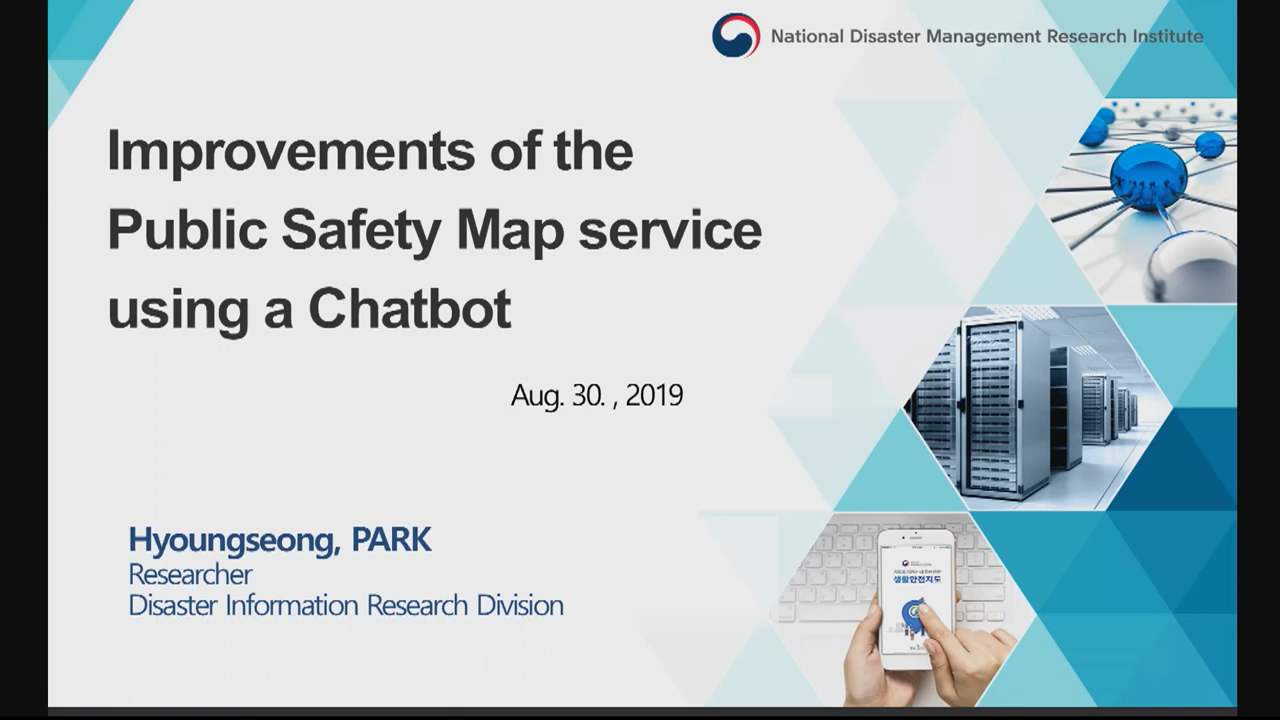 National Disaster Management Research Institute
Improvements of the
Public Safety Map service
using a Chatbot
Aug. 30. , 2019
Hyoungseong, PARK
Researcher
Disaster Information Research Division
생활안전지도